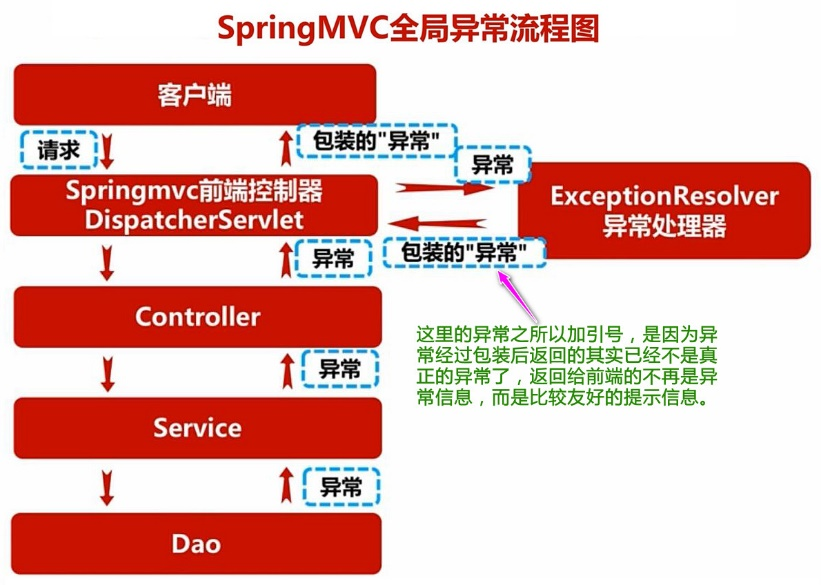 SpringMVC全局异常流程图
客户端
请求
包装的"异常"
异常
Springmvc前端控制器
DispatcherServlet
ExceptionResolver
异常处理器
异常
包装的"异常"
Controller
这里的异常之所以加引号，是因为异
常经过包装后返回的其实已经不是真
正的异常了，返回给前端的不再是异
常信息，而是比较友好的提示信息。
异常
Service
异常
Dao